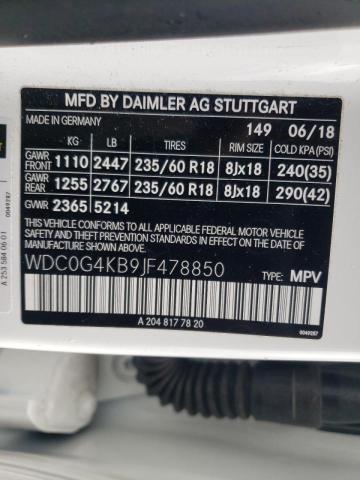 MFD BY DAIMLER AG STUTTGART
MADE IN GERMANY 149 06/18
KG LB TIRES RIM SIZE COLD KPA(PSI)
GAWR FRONT 1110 2447 235/60 R18 8Jx18 240(35)
GAWR REAR 1255 2767 235/60 R18 8Jx18 290(42)
GVWR 2365 5214
THIS VEHICLE CONFORMS TO ALL APPLICABLE
FEDERAL MOTOR VEHICLE SAFETY, BUMPER, AND
THEFT PREVENTION STANDARDS IN EFFECT ON
THE DATE OF MANUFACTURE SHOWN ABOVE.
WDC0G4KB9JF478850 TYPE: MPV
A 204 817 78 20
0049287
A 253 584 06 01
0049287